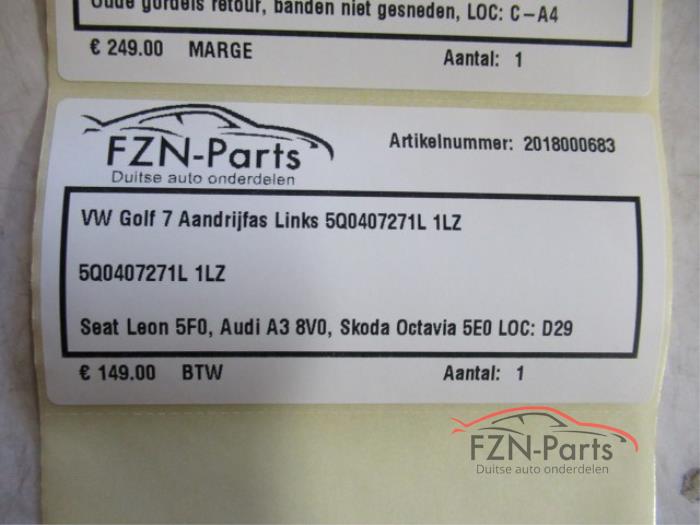 Oude gordels retour, banden niet gesneden, LOC: C-A4
€ 249.00 MARGE Aantal: 1
FZN-Parts
Duitse auto onderdelen
Artikelnummer: 2018000683
VW Golf 7 Aandrijfas Links 5Q0407271L 1LZ
5Q0407271L 1LZ
Seat Leon 5F0, Audi A3 8V0, Skoda Octavia 5E0 LOC: D29
€ 149.00 BTW Aantal: 1
FZN-Parts
Duitse auto onderdelen